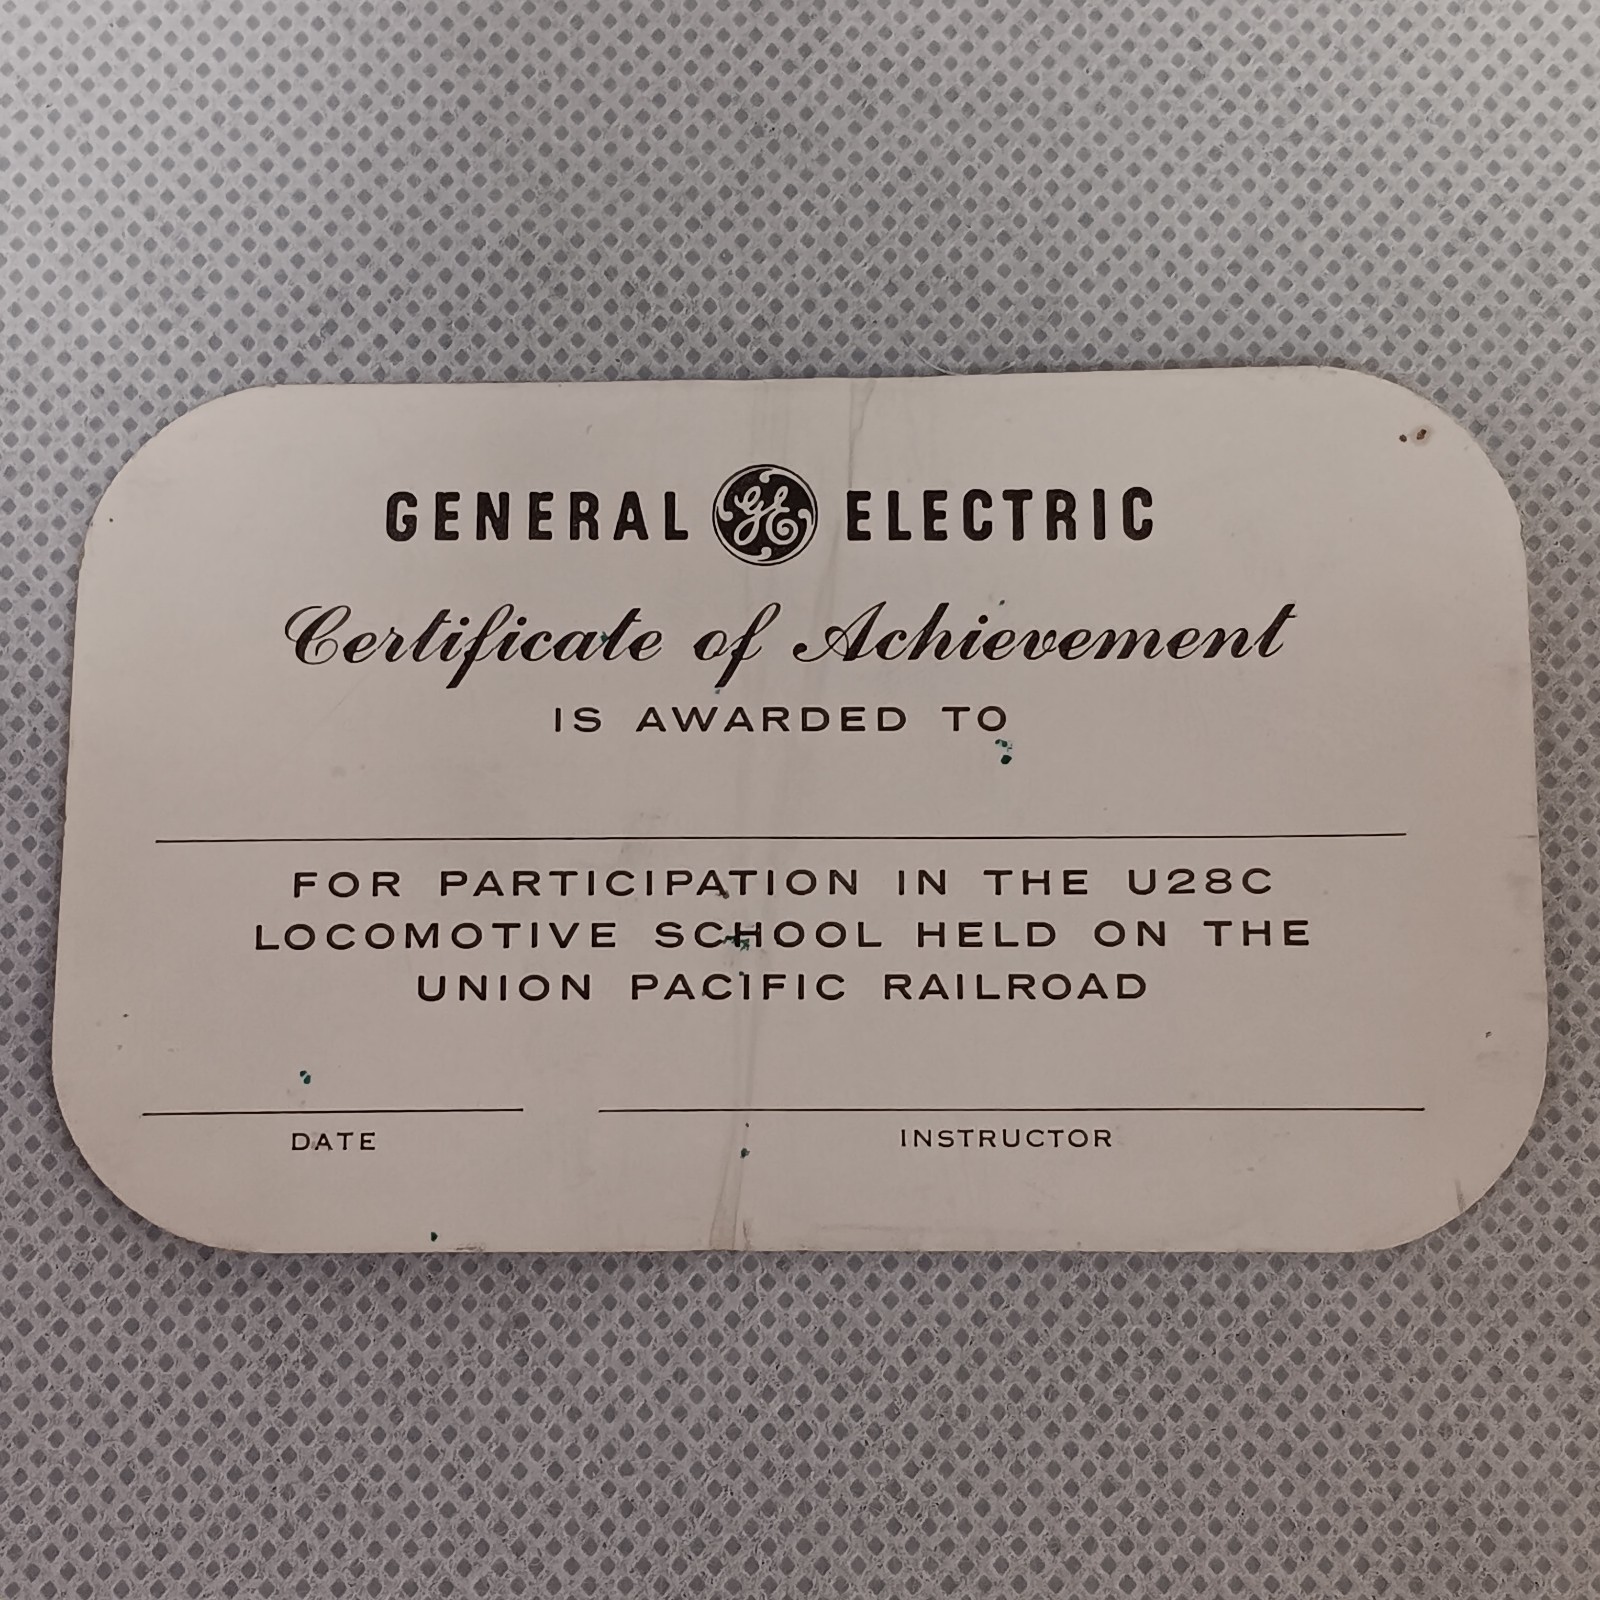 GENERAL GE ELECTRIC
Certificate of Achievement
IS AWARDED TO
FOR PARTICIPATION IN THE U28C
LOCOMOTIVE SCHOOL HELD ON THE
UNION PACIFIC RAILROAD
DATE INSTRUCTOR